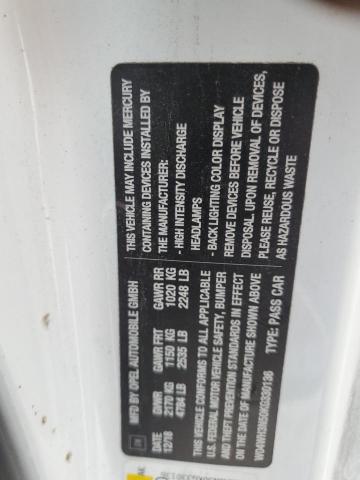 MFD BY OPEL AUTOMOBILE GMBH
DATE GVWR GAWR FRT GAWR RR
12/18 2170 KG 1150 KG 1020 KG
4784 LB 2535 LB 2248 LB
THIS VEHICLE CONFORMS TO ALL APPLICABLE
U.S. FEDERAL MOTOR VEHICLE SAFETY, BUMPER
AND THEFT PREVENTION STANDARDS IN EFFECT
ON THE DATE OF MANUFACTURE SHOWN ABOVE
TYPE: PASS CAR
THIS VEHICLE MAY INCLUDE MERCURY
CONTAINING DEVICES INSTALLED BY
THE MANUFACTURER:
- HIGH INTENSITY DISCHARGE
HEADLAMPS
- BACK LIGHTING COLOR DISPLAY
REMOVE DEVICES BEFORE VEHICLE
DISPOSAL. UPON REMOVAL OF DEVICES,
PLEASE REUSE, RECYCLE OR DISPOSE
AS HAZARDOUS WASTE